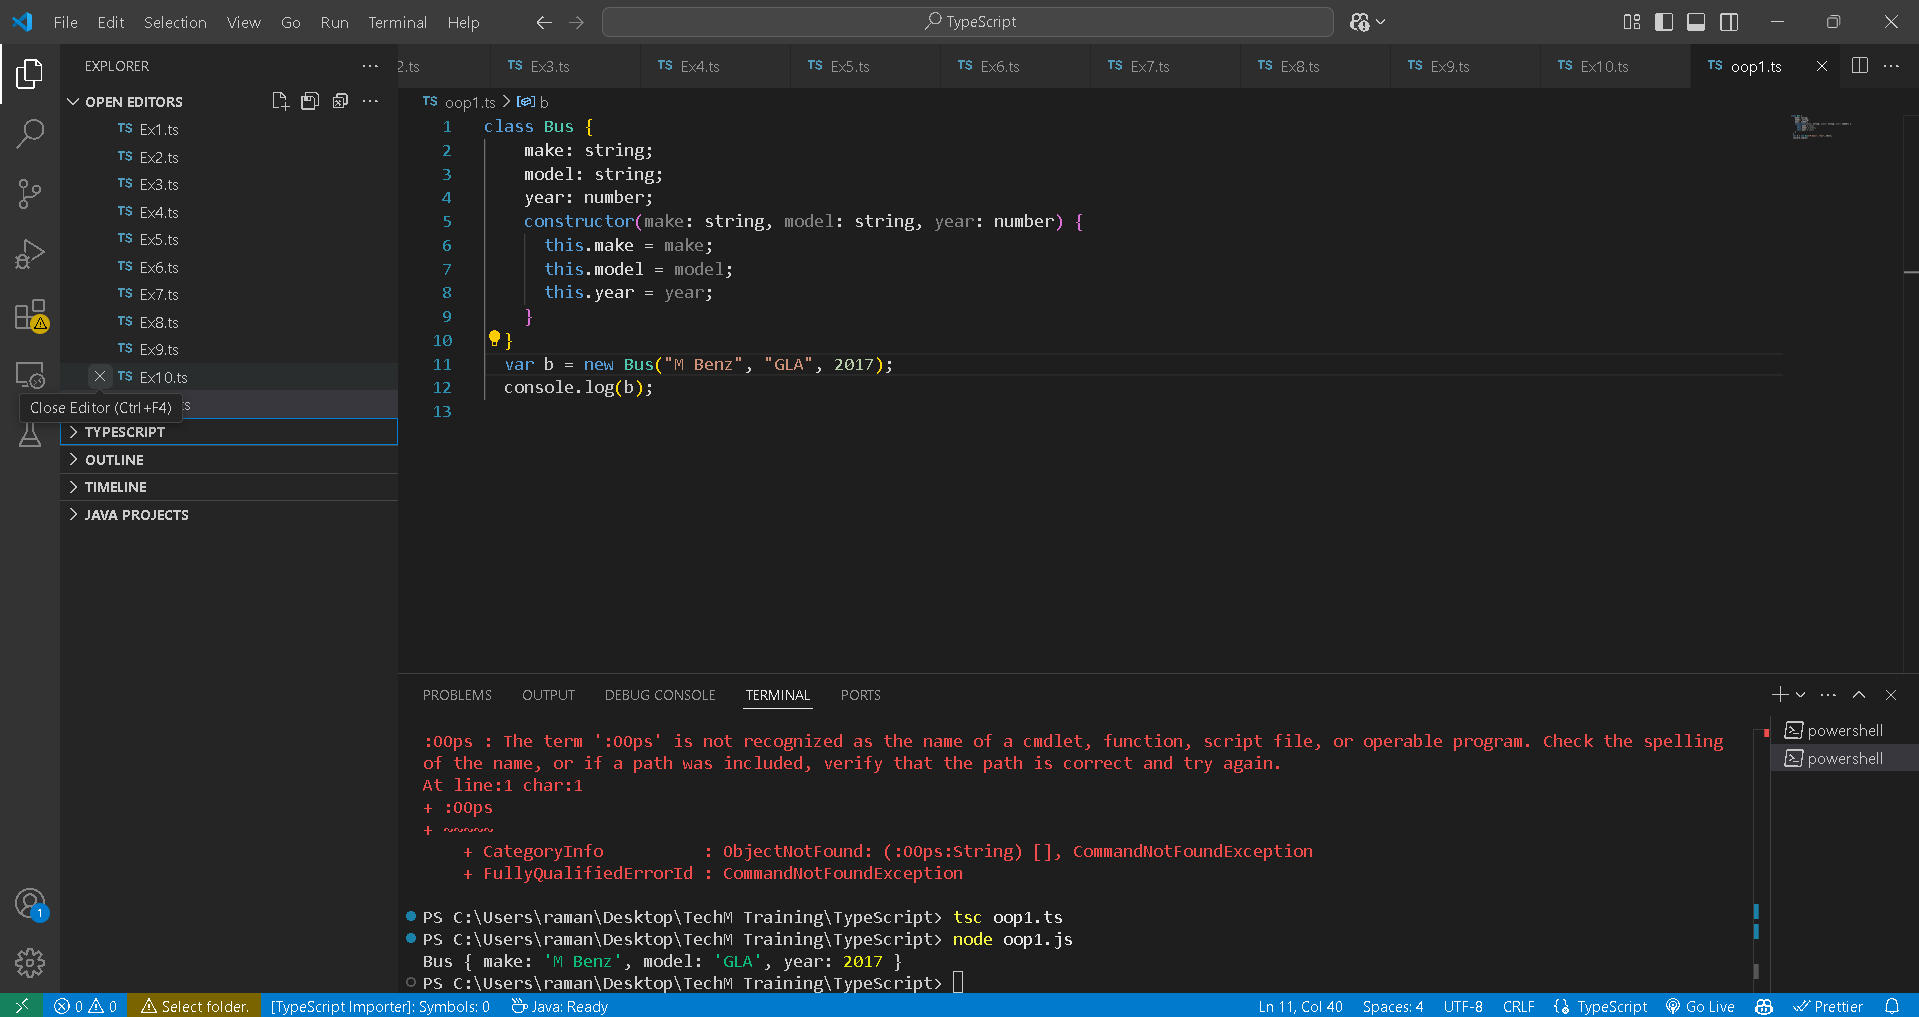 File Edit Selection View Go Run Terminal Help
TypeScript
EXPLORER
OPEN EDITORS
TS Ex1.ts
TS Ex2.ts
TS Ex3.ts
TS Ex4.ts
TS Ex5.ts
TS Ex6.ts
TS Ex7.ts
TS Ex8.ts
TS Ex9.ts
TS Ex10.ts
Close Editor (Ctrl+F4)
ts
TYPESCRIPT
OUTLINE
TIMELINE
JAVA PROJECTS
2.ts TS Ex3.ts TS Ex4.ts TS Ex5.ts TS Ex6.ts TS Ex7.ts TS Ex8.ts TS Ex9.ts TS Ex10.ts TS oop1.ts
TS oop1.ts > b
1 class Bus {
2 make: string;
3 model: string;
4 year: number;
5 constructor(make: string, model: string, year: number) {
6 this.make = make;
7 this.model = model;
8 this.year = year;
9 }
10 }
11 var b = new Bus("M Benz", "GLA", 2017);
12 console.log(b);
13
PROBLEMS OUTPUT DEBUG CONSOLE TERMINAL PORTS
:OOps : The term ':OOps' is not recognized as the name of a cmdlet, function, script file, or operable program. Check the spelling
of the name, or if a path was included, verify that the path is correct and try again.
At line:1 char:1
+ :OOps
+ ~~~~~
+ CategoryInfo : ObjectNotFound: (:OOps:String) [], CommandNotFoundException
+ FullyQualifiedErrorId : CommandNotFoundException
PS C:\Users\raman\Desktop\TechM Training\TypeScript> tsc oop1.ts
PS C:\Users\raman\Desktop\TechM Training\TypeScript> node oop1.js
Bus { make: 'M Benz', model: 'GLA', year: 2017 }
PS C:\Users\raman\Desktop\TechM Training\TypeScript>
powershell
powershell
1
0 0 Select folder. [TypeScript Importer]: Symbols: 0 Java: Ready Ln 11, Col 40 Spaces: 4 UTF-8 CRLF TypeScript Go Live Prettier